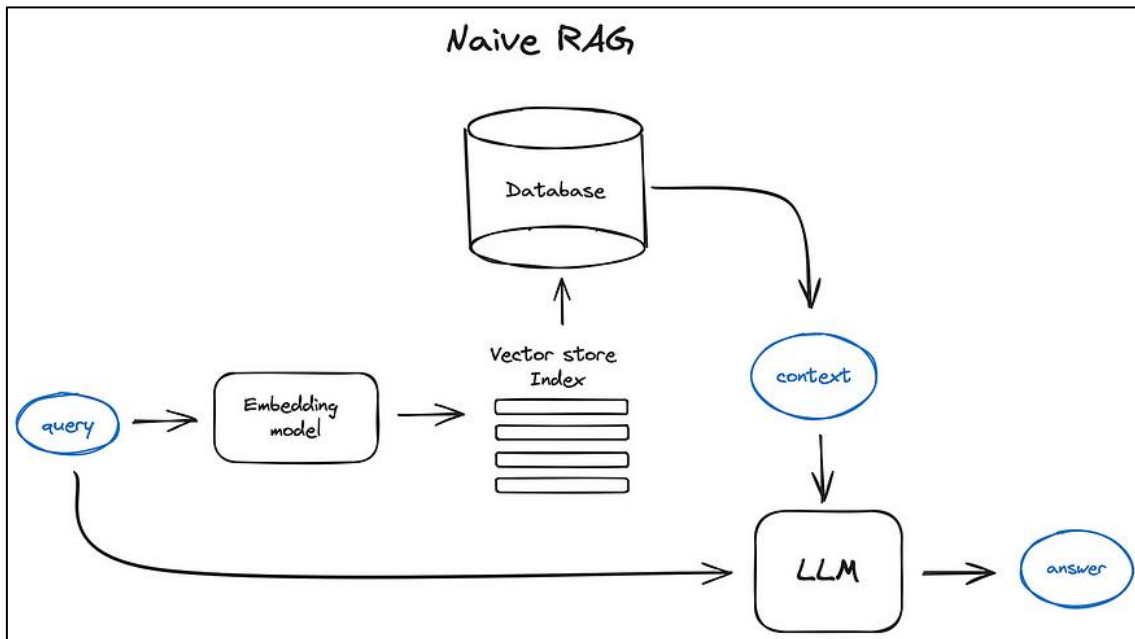 Naive RAG
Database
Vector store
Index
context
query
Embedding
model
LLM
answer